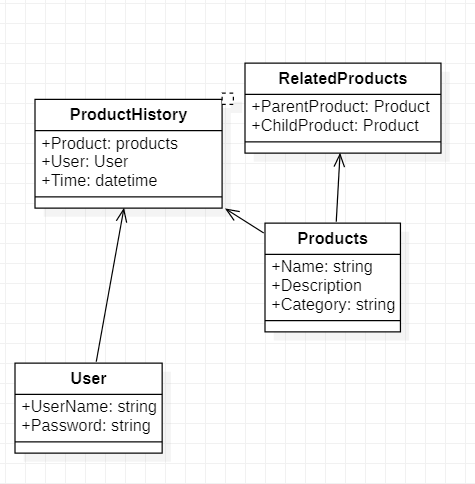 RelatedProducts
+ParentProduct: Product
+ChildProduct: Product
ProductHistory
+Product: products
+User: User
+Time: datetime
Products
+Name: string
+Description
+Category: string
User
+UserName: string
+Password: string